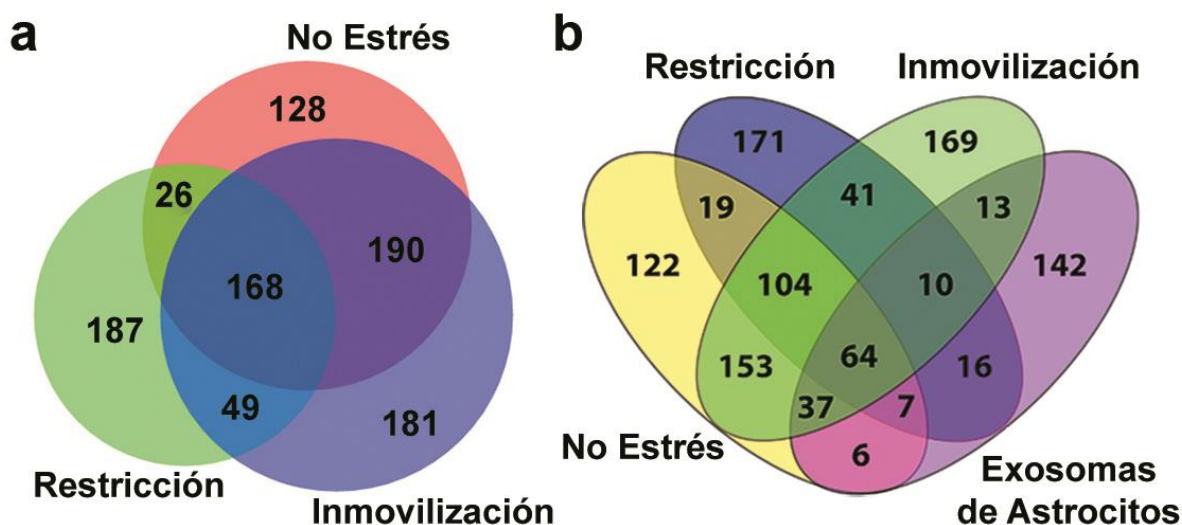 a
No Estrés
128
26
190
168
187
49
181
Restricción
Inmovilización
b
Restricción
Inmovilización
171
169
19
41
13
122
104
10
142
153
64
16
37
7
6
No Estrés
Exosomas
de Astrocitos